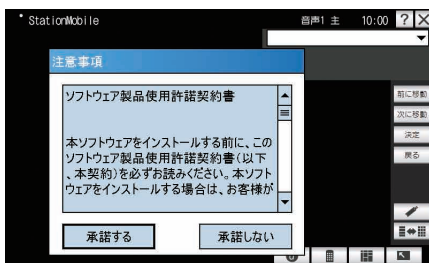 StationMobile 音声1 主 10:00 ? ×
注意事項
ソフトウェア製品使用許諾契約書
本ソフトウェアをインストールする前に、この
ソフトウェア製品使用許諾契約書(以下
、本契約)を必ずお読みください。本ソフト
ウェアをインストールする場合は、お客様が
承諾する 承諾しない
前に移動
次に移動
決定
戻る